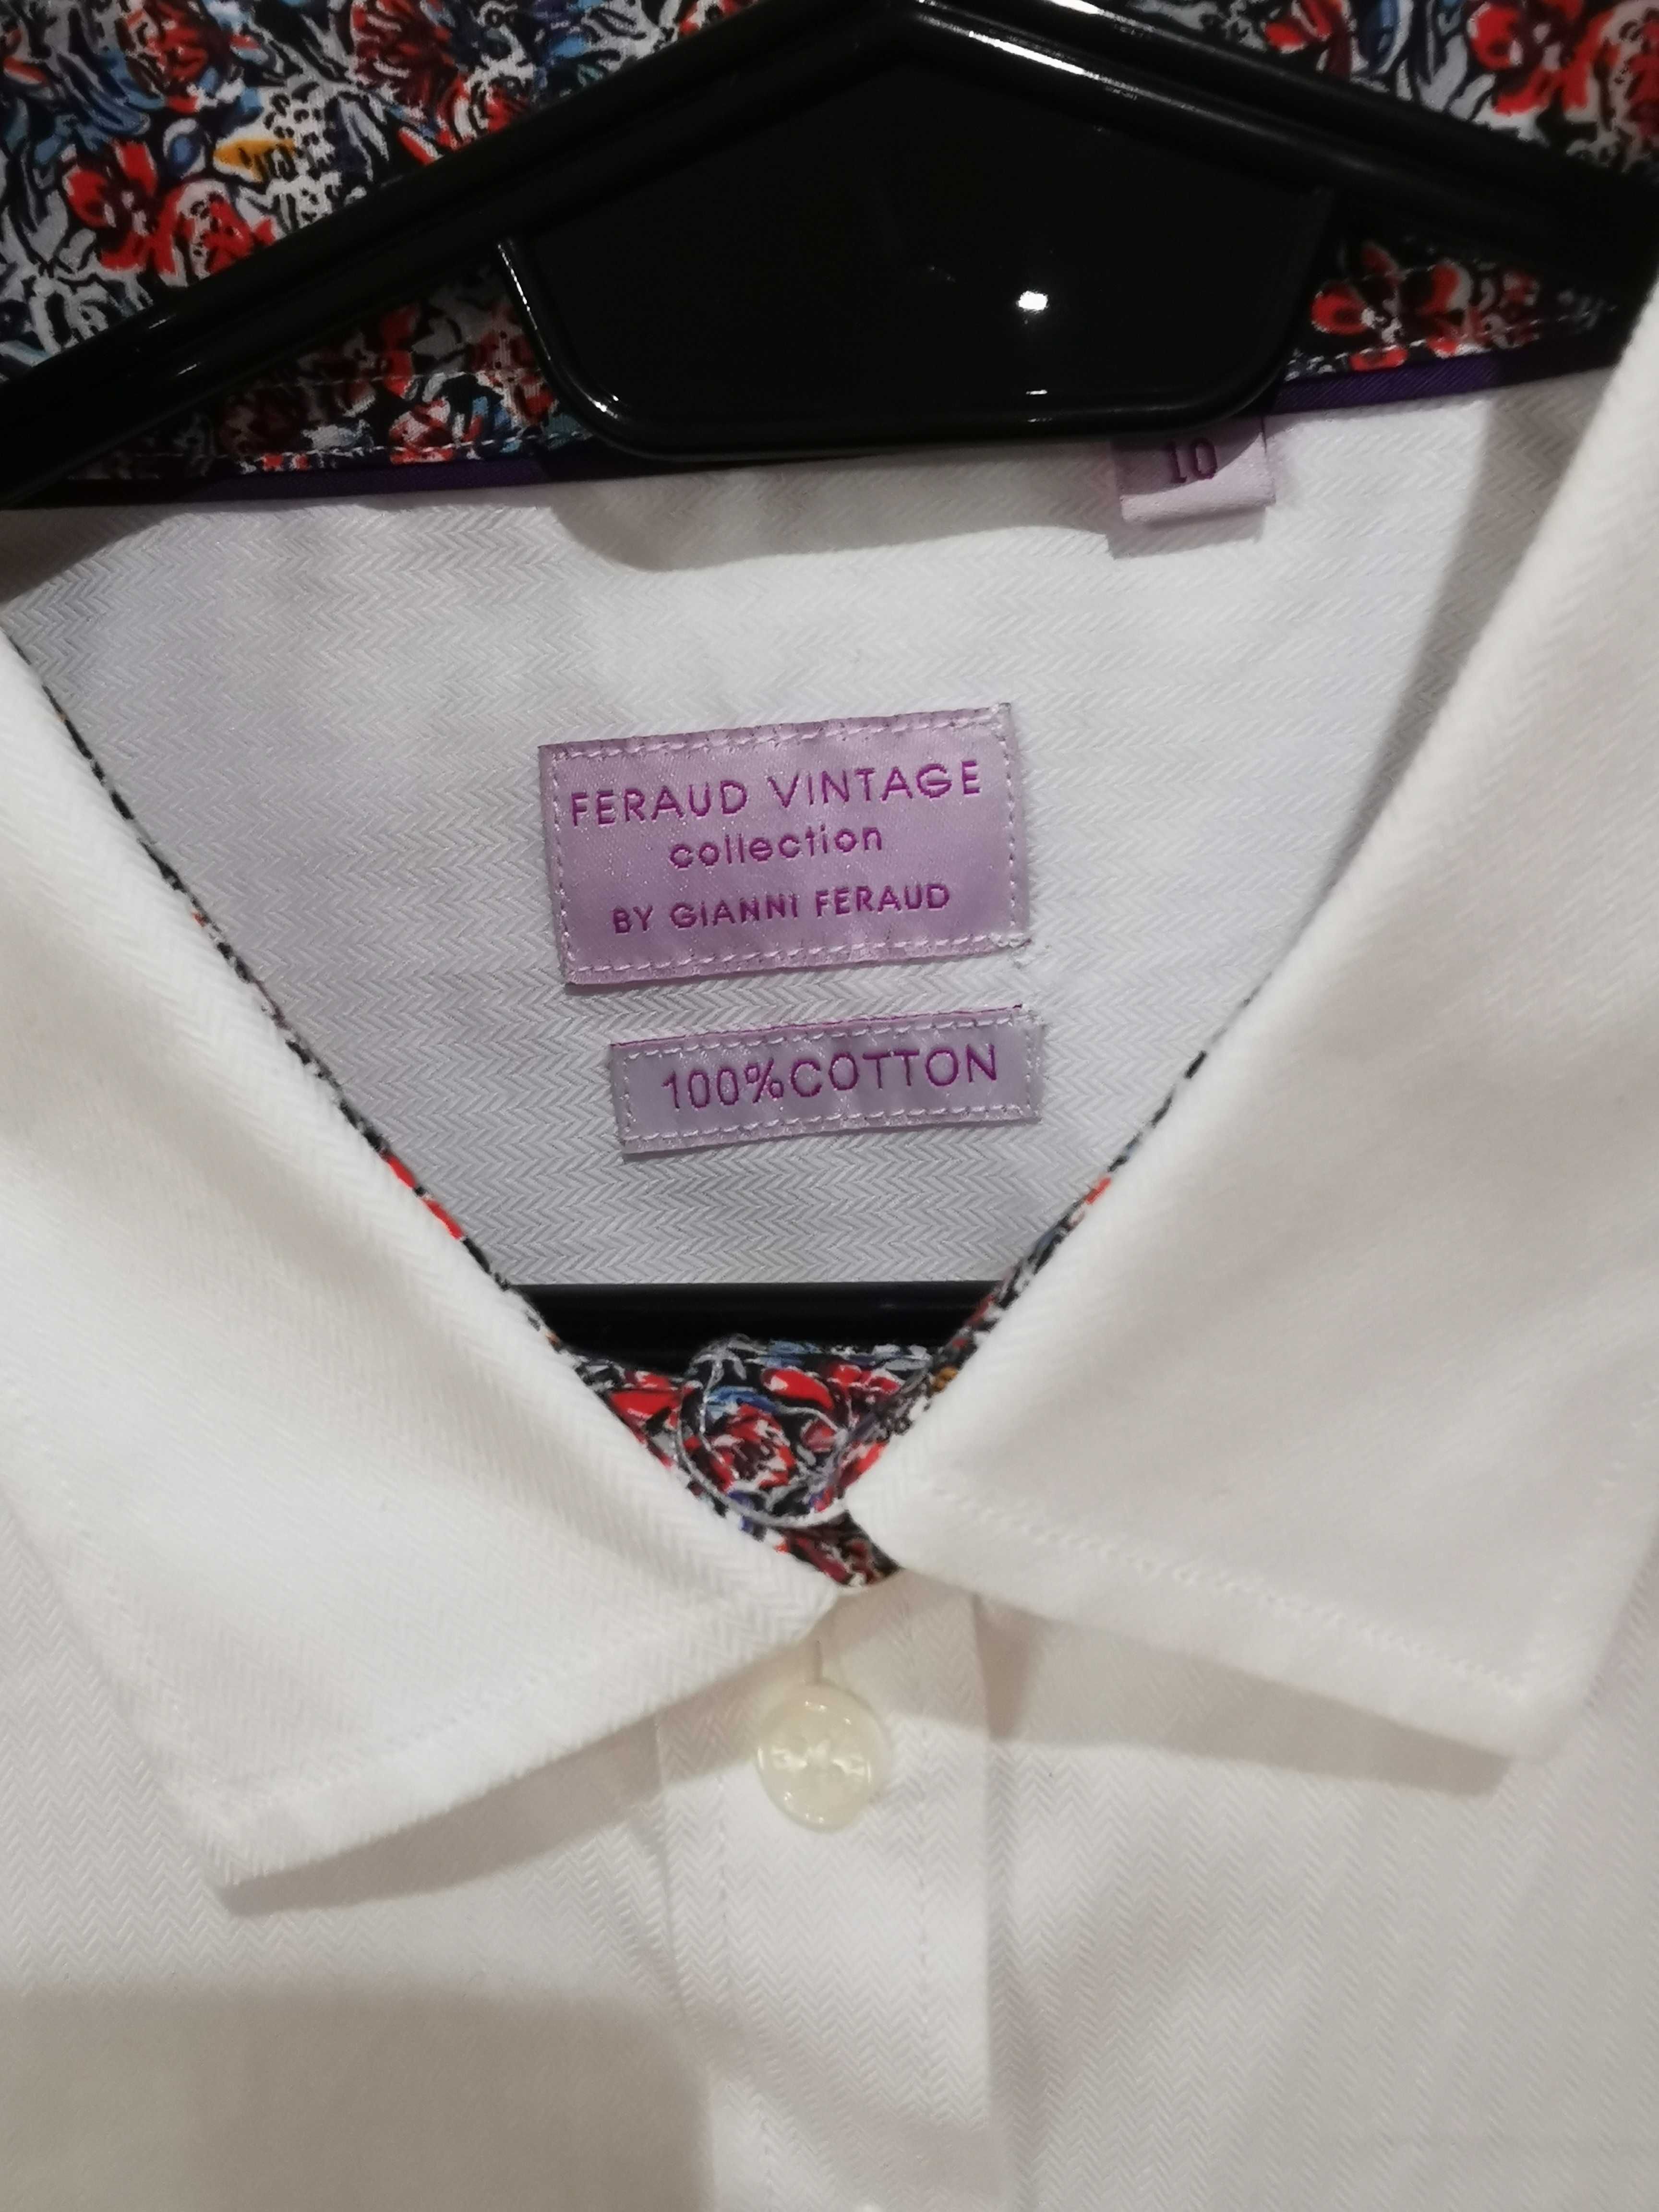 10
FERAUD VINTAGE
collection
BY GIANNI FERAUD
100%COTTON